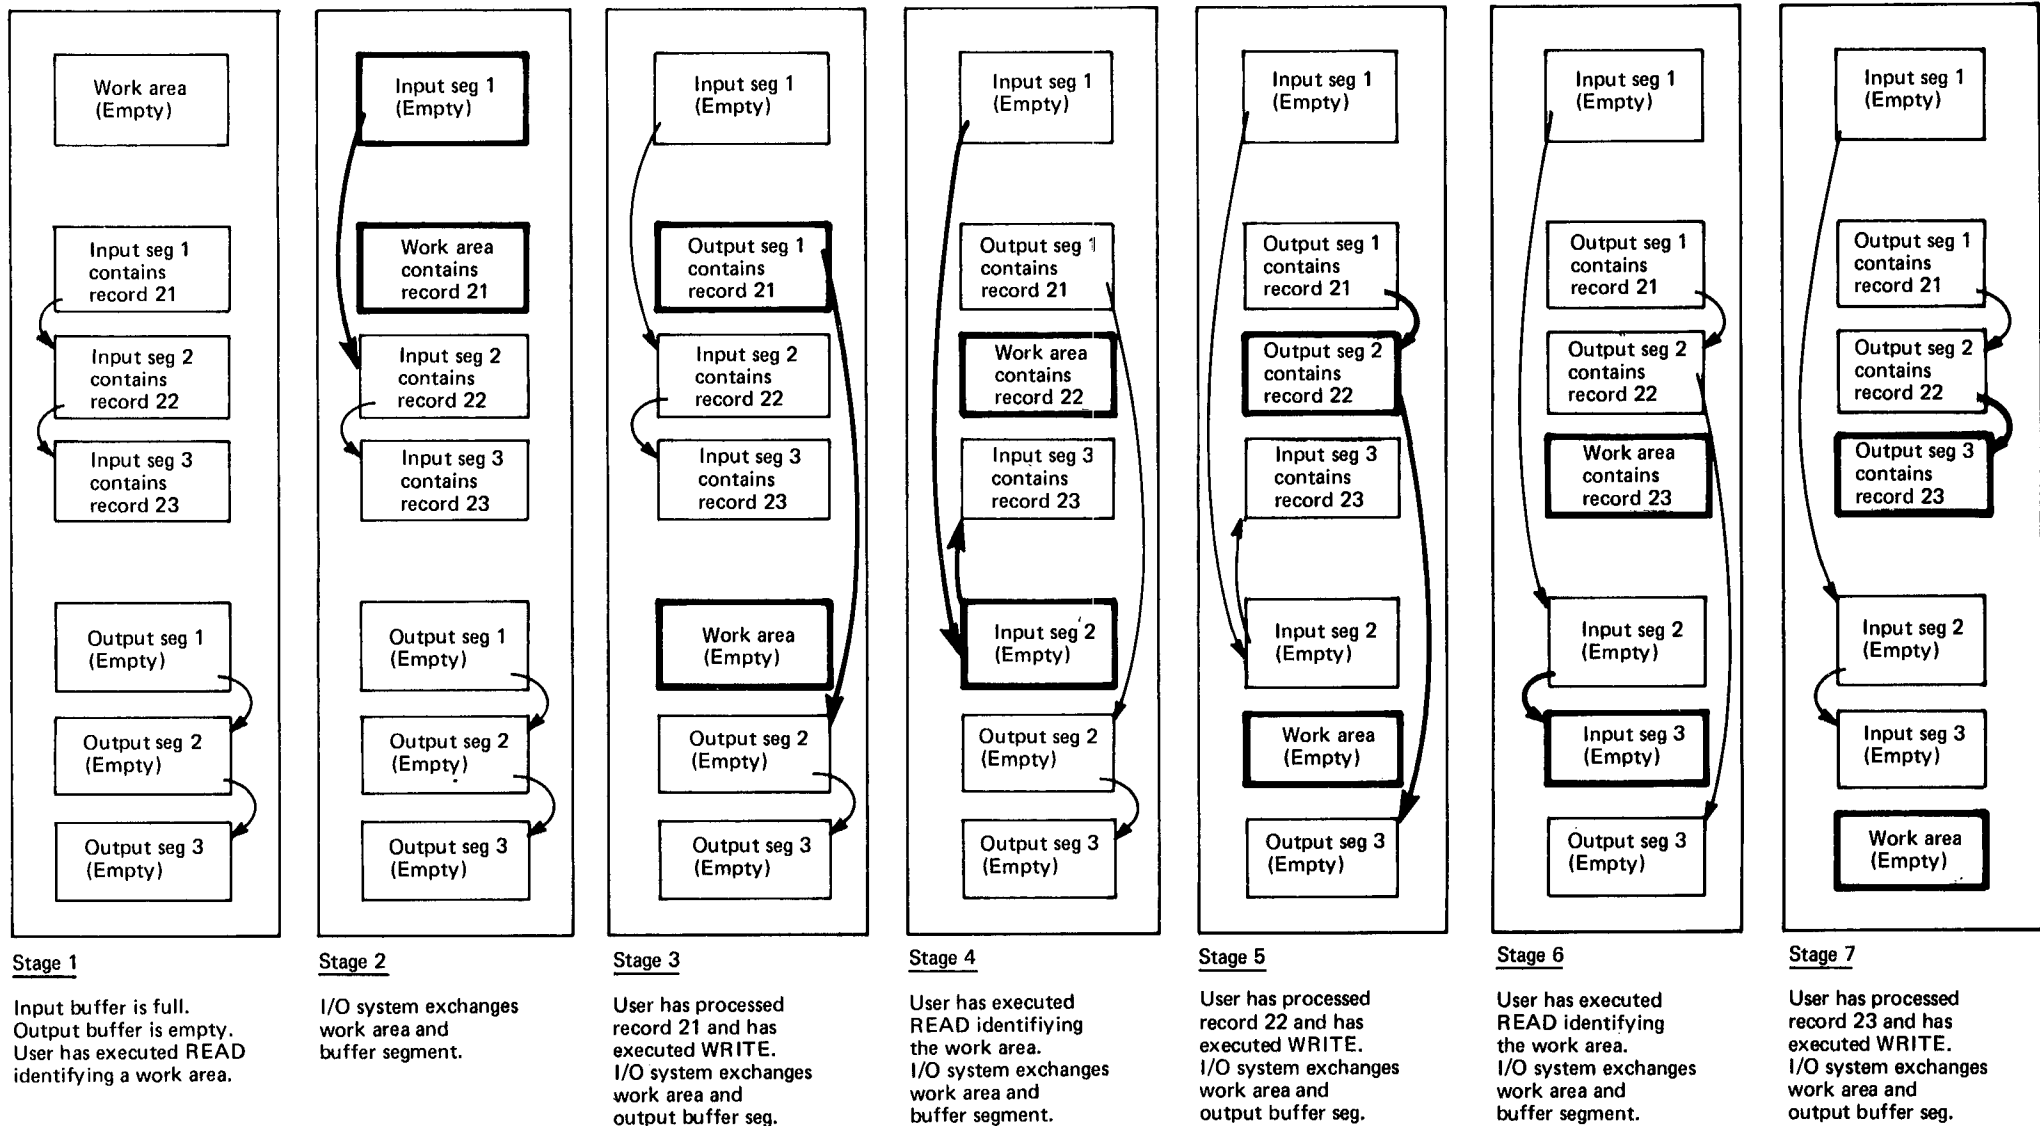 Work area
(Empty)
Input seg 1
contains
record 21
Input seg 2
contains
record 22
Input seg 3
contains
record 23
Output seg 1
(Empty)
Output seg 2
(Empty)
Output seg 3
(Empty)
Stage 1
Input buffer is full.
Output buffer is empty.
User has executed READ
identifying a work area.
Input seg 1
(Empty)
Work area
contains
record 21
Input seg 2
contains
record 22
Input seg 3
contains
record 23
Output seg 1
(Empty)
Output seg 2
(Empty)
Output seg 3
(Empty)
Stage 2
I/O system exchanges
work area and
buffer segment.
Input seg 1
(Empty)
Output seg 1
contains
record 21
Input seg 2
contains
record 22
Input seg 3
contains
record 23
Work area
(Empty)
Output seg 2
(Empty)
Output seg 3
(Empty)
Stage 3
User has processed
record 21 and has
executed WRITE.
I/O system exchanges
work area and
output buffer seg.
Input seg 1
(Empty)
Output seg 1
contains
record 21
Work area
contains
record 22
Input seg 3
contains
record 23
Input seg 2
(Empty)
Output seg 2
(Empty)
Output seg 3
(Empty)
Stage 4
User has executed
READ identifiying
the work area.
I/O system exchanges
work area and
buffer segment.
Input seg 1
(Empty)
Output seg 1
contains
record 21
Output seg 2
contains
record 22
Input seg 3
contains
record 23
Input seg 2
(Empty)
Work area
(Empty)
Output seg 3
(Empty)
Stage 5
User has processed
record 22 and has
executed WRITE.
I/O system exchanges
work area and
output buffer seg.
Input seg 1
(Empty)
Output seg 1
contains
record 21
Output seg 2
contains
record 22
Work area
contains
record 23
Input seg 2
(Empty)
Input seg 3
(Empty)
Output seg 3
(Empty)
Stage 6
User has executed
READ identifying
the work area.
I/O system exchanges
work area and
buffer segment.
Input seg 1
(Empty)
Output seg 1
contains
record 21
Output seg 2
contains
record 22
Output seg 3
contains
record 23
Input seg 2
(Empty)
Input seg 3
(Empty)
Work area
(Empty)
Stage 7
User has processed
record 23 and has
executed WRITE.
I/O system exchanges
work area and
output buffer seg.